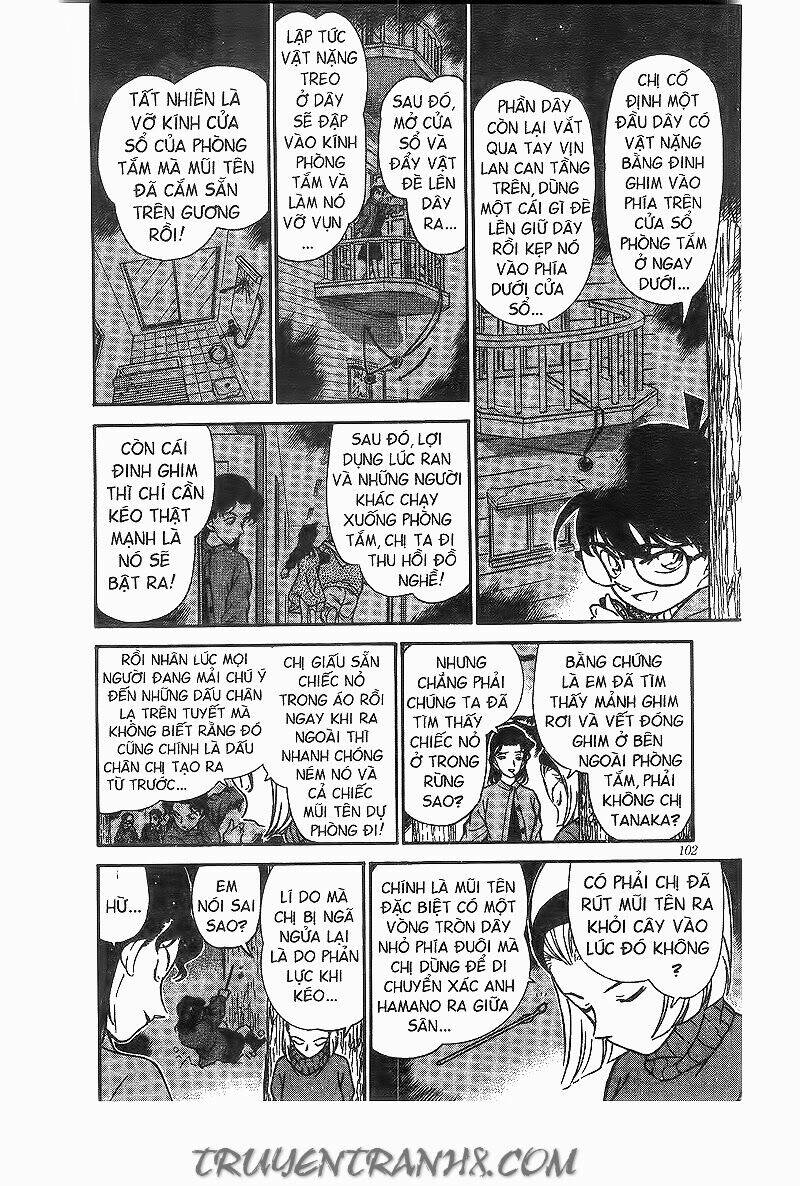 CHỊ CỐ
ĐỊNH MỘT
ĐẦU DÂY CÓ
VẬT NẶNG
BẰNG ĐINH
GHIM VÀO
PHÍA TRÊN
CỬA SỔ
PHÒNG TẮM
Ở NGAY
DƯỚI...
PHẦN DÂY
CÒN LẠI VẮT
QUA TAY VỊN
LAN CAN TẦNG
TRÊN, DÙNG
MỘT CÁI GÌ ĐÈ
LÊN GIỮ DÂY
RỒI KẸP NÓ
VÀO PHÍA
DƯỚI CỬA
SỔ...
SAU ĐÓ,
MỞ CỬA
SỔ VÀ
ĐẨY VẬT
ĐÈ LÊN
DÂY
RA...
LẬP TỨC
VẬT NẶNG
TREO
Ở DÂY
SẼ ĐẬP
VÀO KÍNH
PHÒNG
TẮM VÀ
LÀM NÓ
VỠ VỤN
...
TẤT NHIÊN LÀ
VỠ KÍNH CỬA
SỔ CỦA PHÒNG
TẮM MÀ MŨI TÊN
ĐÃ CẮM SẴN
TRÊN GƯƠNG
RỒI!
SAU ĐÓ, LỢI
DỤNG LÚC RAN
VÀ NHỮNG NGƯỜI
KHÁC CHẠY
XUỐNG PHÒNG
TẮM, CHỊ TA ĐI
THU HỒI ĐỒ
NGHỀ!
CÒN CÁI
ĐINH GHIM
THÌ CHỈ CẦN
KÉO THẬT
MẠNH LÀ
NÓ SẼ
BẬT RA!
BẰNG CHỨNG
LÀ EM ĐÃ TÌM
THẤY MẢNH GHIM
RƠI VÀ VẾT ĐÓNG
GHIM Ở BÊN
NGOÀI PHÒNG
TẮM, PHẢI
KHÔNG CHỊ
TANAKA?
NHƯNG
CHẲNG PHẢI
CHÚNG TA ĐÃ
TÌM THẤY
CHIẾC NỎ
Ở TRONG
RỪNG
SAO?
CHỊ GIẤU SẴN
CHIẾC NỎ
TRONG ÁO RỒI
NGAY KHI RA
NGOÀI THÌ
NHANH CHÓNG
NÉM NÓ VÀ
CẢ CHIẾC
MŨI TÊN DỰ
PHÒNG ĐI!
RỒI NHÂN LÚC MỌI
NGƯỜI ĐANG MẢI CHÚ Ý
ĐẾN NHỮNG DẤU CHÂN
LẠ TRÊN TUYẾT MÀ
KHÔNG BIẾT RẰNG ĐÓ
CŨNG CHÍNH LÀ DẤU
CHÂN CHỊ TẠO RA
TỪ TRƯỚC...
102
CÓ PHẢI CHỊ ĐÃ
RÚT MŨI TÊN RA
KHỎI CÂY VÀO
LÚC ĐÓ KHÔNG
?
CHÍNH LÀ MŨI TÊN
ĐẶC BIỆT CÓ MỘT
VÒNG TRÒN DÂY
NHỎ PHÍA ĐUÔI MÀ
CHỊ DÙNG ĐỂ DI
CHUYỂN XÁC ANH
HAMANO RA GIỮA
SÂN...
LÍ DO MÀ
CHỊ BỊ NGÃ
NGỬA LẠI
LÀ DO PHẢN
LỰC KHI
KÉO...
EM
NÓI SAI
SAO?
HỪ...
TRUYENTRANH8.COM